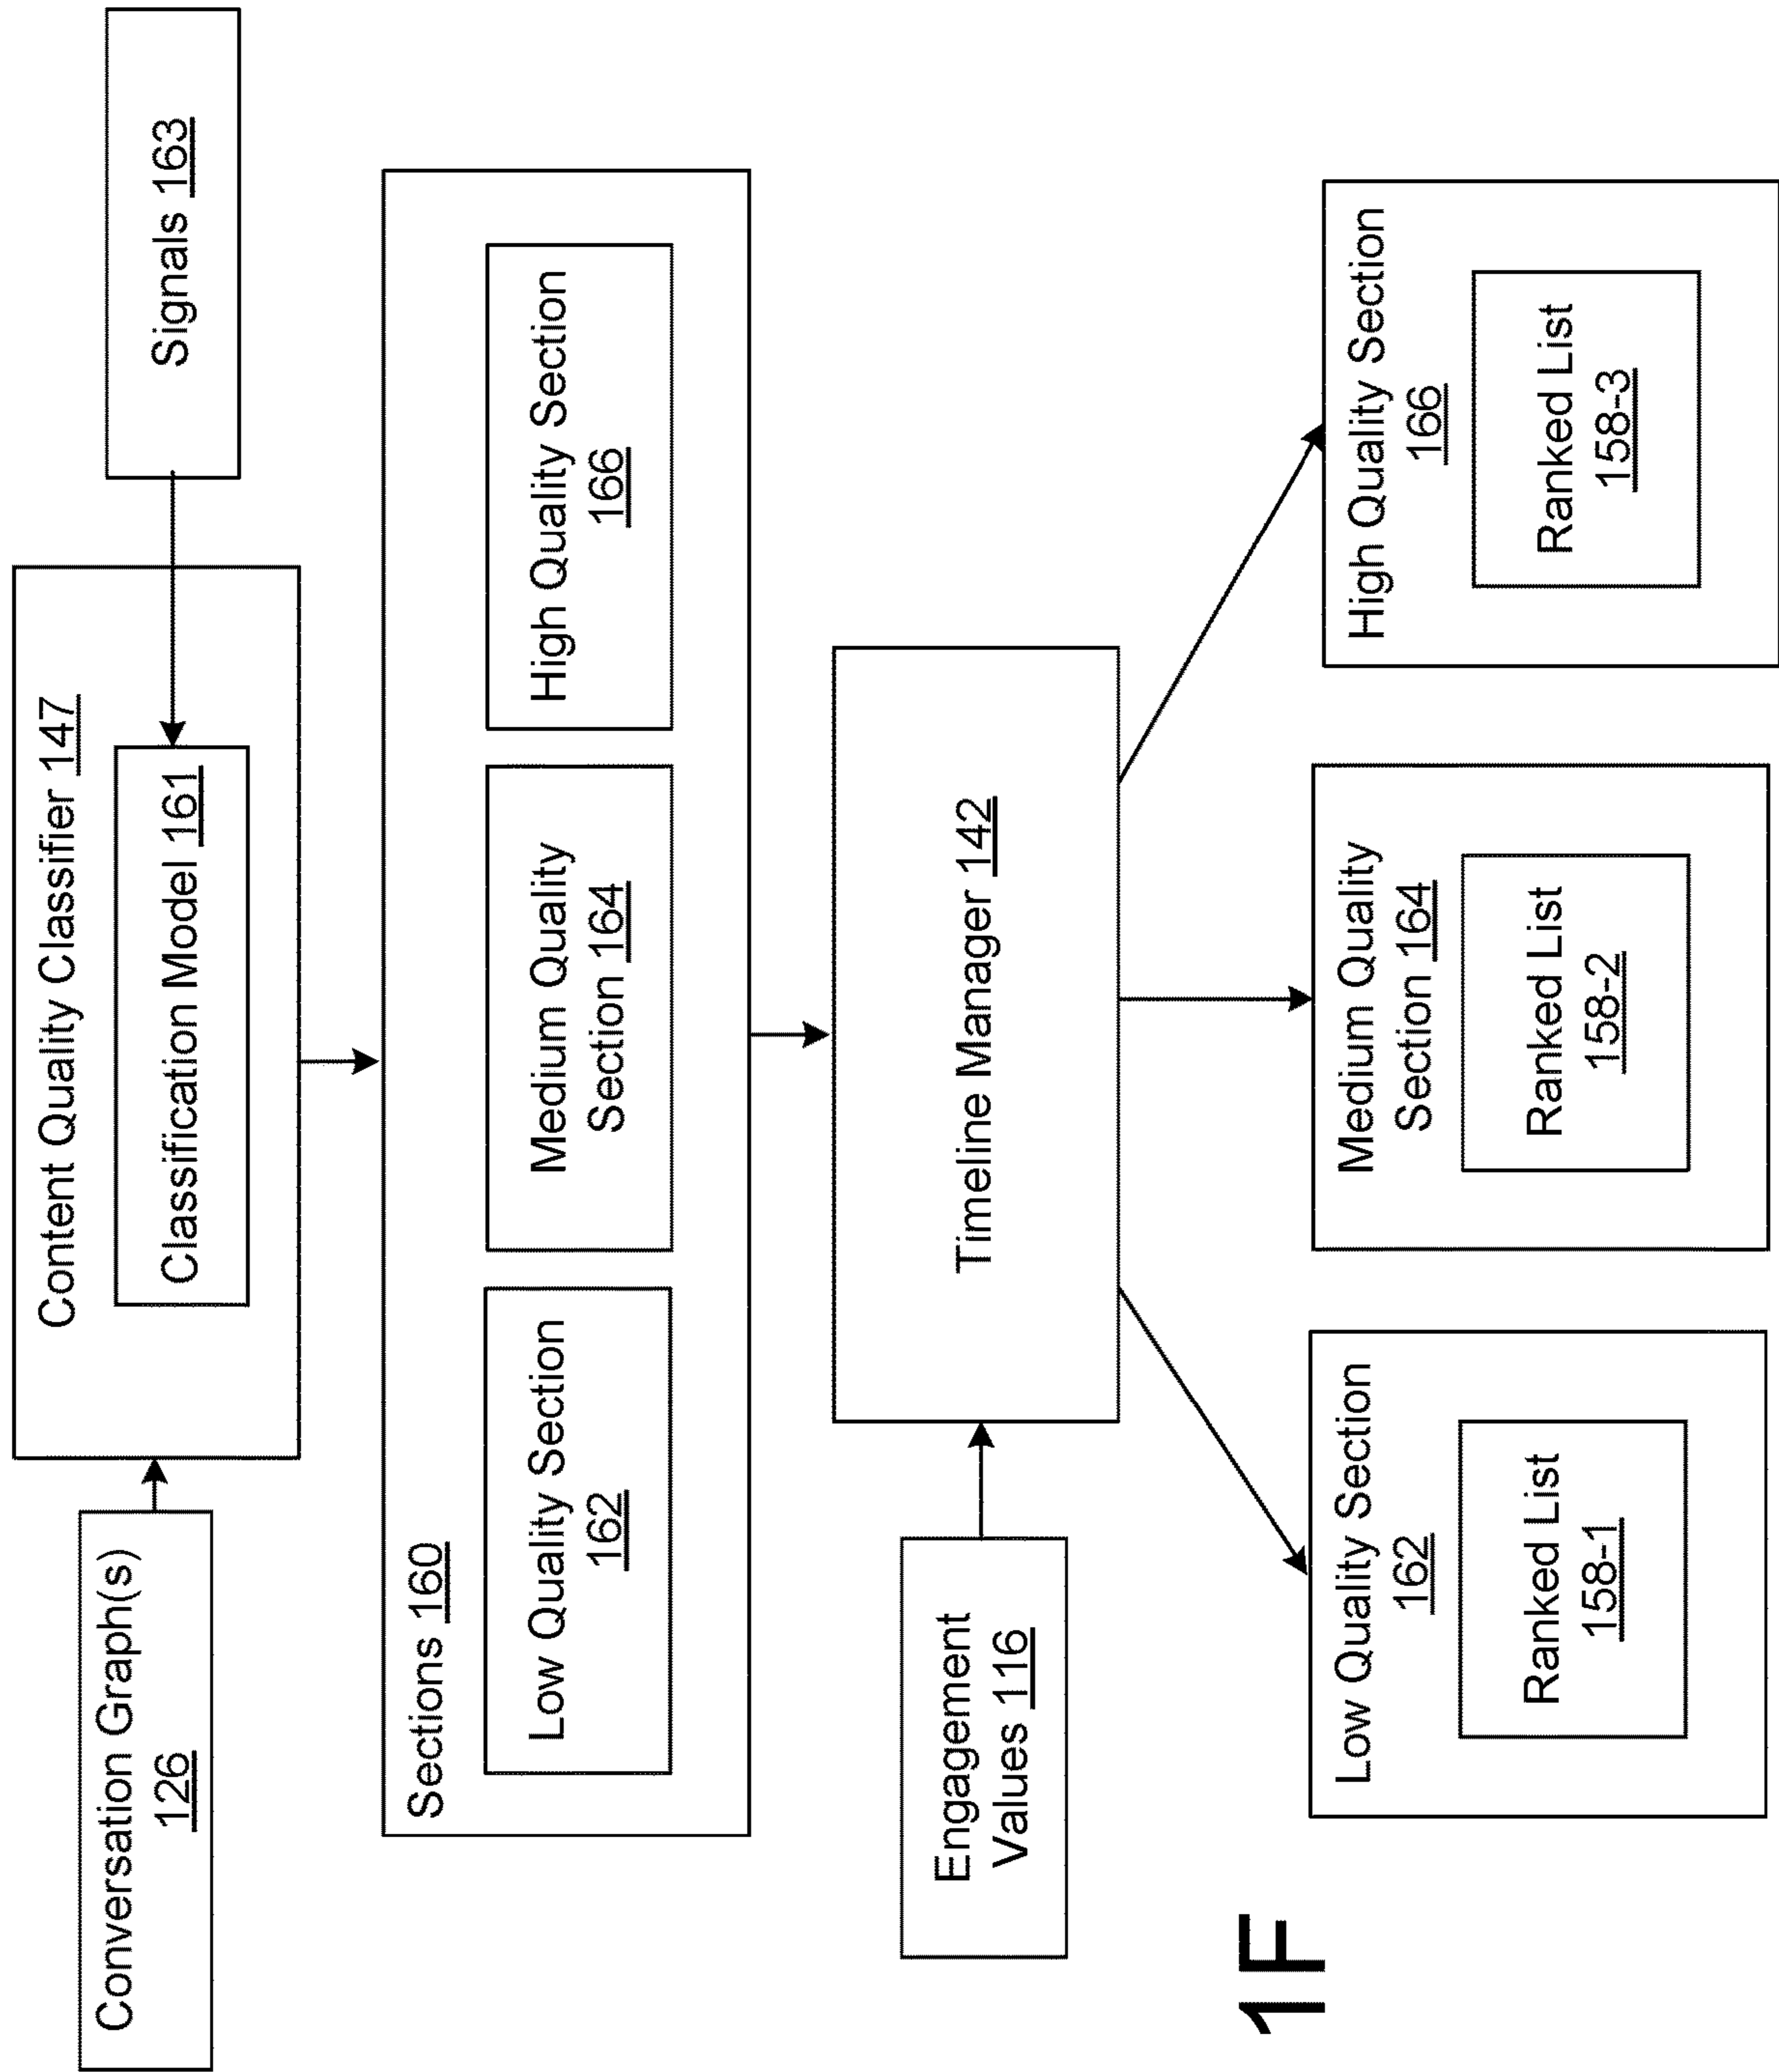 Conversation Graph(s)
126
Content Quality Classifier 147
Classification Model 161
Signals 163
Sections 160
Low Quality Section
162
Medium Quality
Section 164
High Quality Section
166
Engagement
Values 116
Timeline Manager 142
Low Quality Section
162
Ranked List
158-1
Medium Quality
Section 164
Ranked List
158-2
High Quality Section
166
Ranked List
158-3
1F